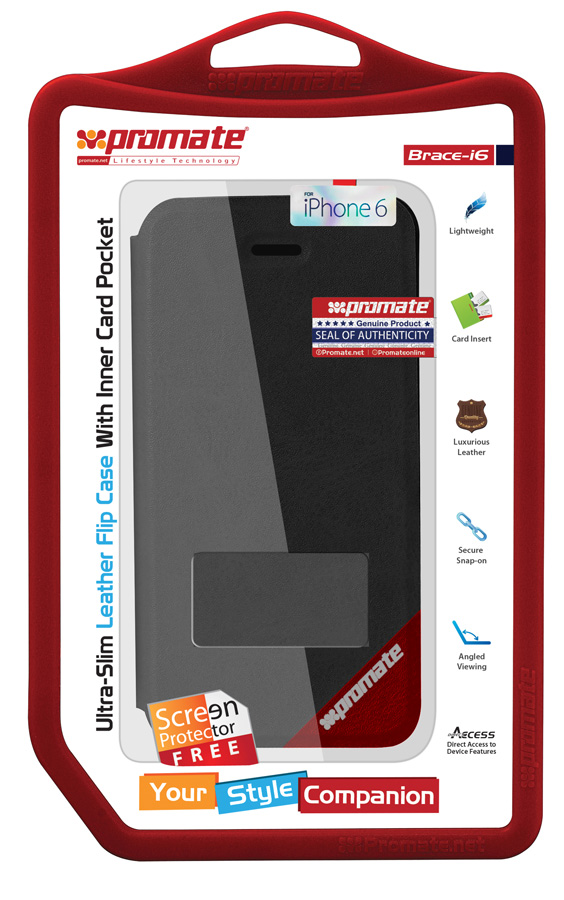 promate
promate
promate.net Lifestyle Technology
Brace-i6
FOR
iPhone 6
Ultra-Slim Leather Flip Case With Inner Card Pocket
promate
Genuine Product
SEAL OF AUTHENTICITY
Promate.net | Promateonline
Lightweight
Card Insert
Luxurious
Leather
Secure
Snap-on
Angled
Viewing
Access
Direct Access to
Device Features
promate
Screen
Protector
FREE
Your Style Companion
promate
Promate.net